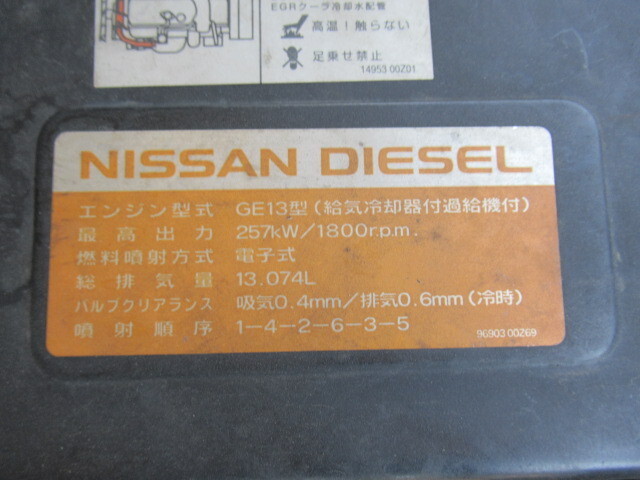 EGRクーラ冷却水配管
高温!触らない
足乗せ禁止
14953 00Z01
NISSAN DIESEL
エンジン型式 GE13型(給気冷却器付過給機付)
最高出力 257kW/1800r.p.m.
燃料噴射方式 電子式
総排気量 13.074L
バルブクリアランス 吸気0.4mm/排気0.6mm(冷時)
噴射順序 1-4-2-6-3-5
96903 00Z69